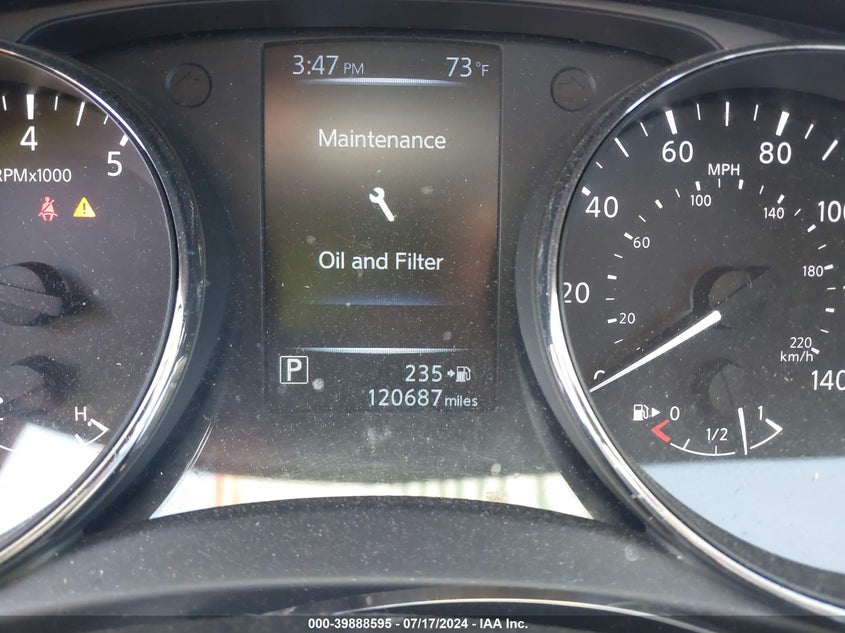 3:47 PM 73°F
Maintenance
Oil and Filter
P
235
120687 miles
4
5
RPMx1000
H
0 20 40 60 80 100 140
MPH
20 60 100 140 180 220
km/h
0 1/2 1
000-39888595 - 07/17/2024 - IAA Inc.